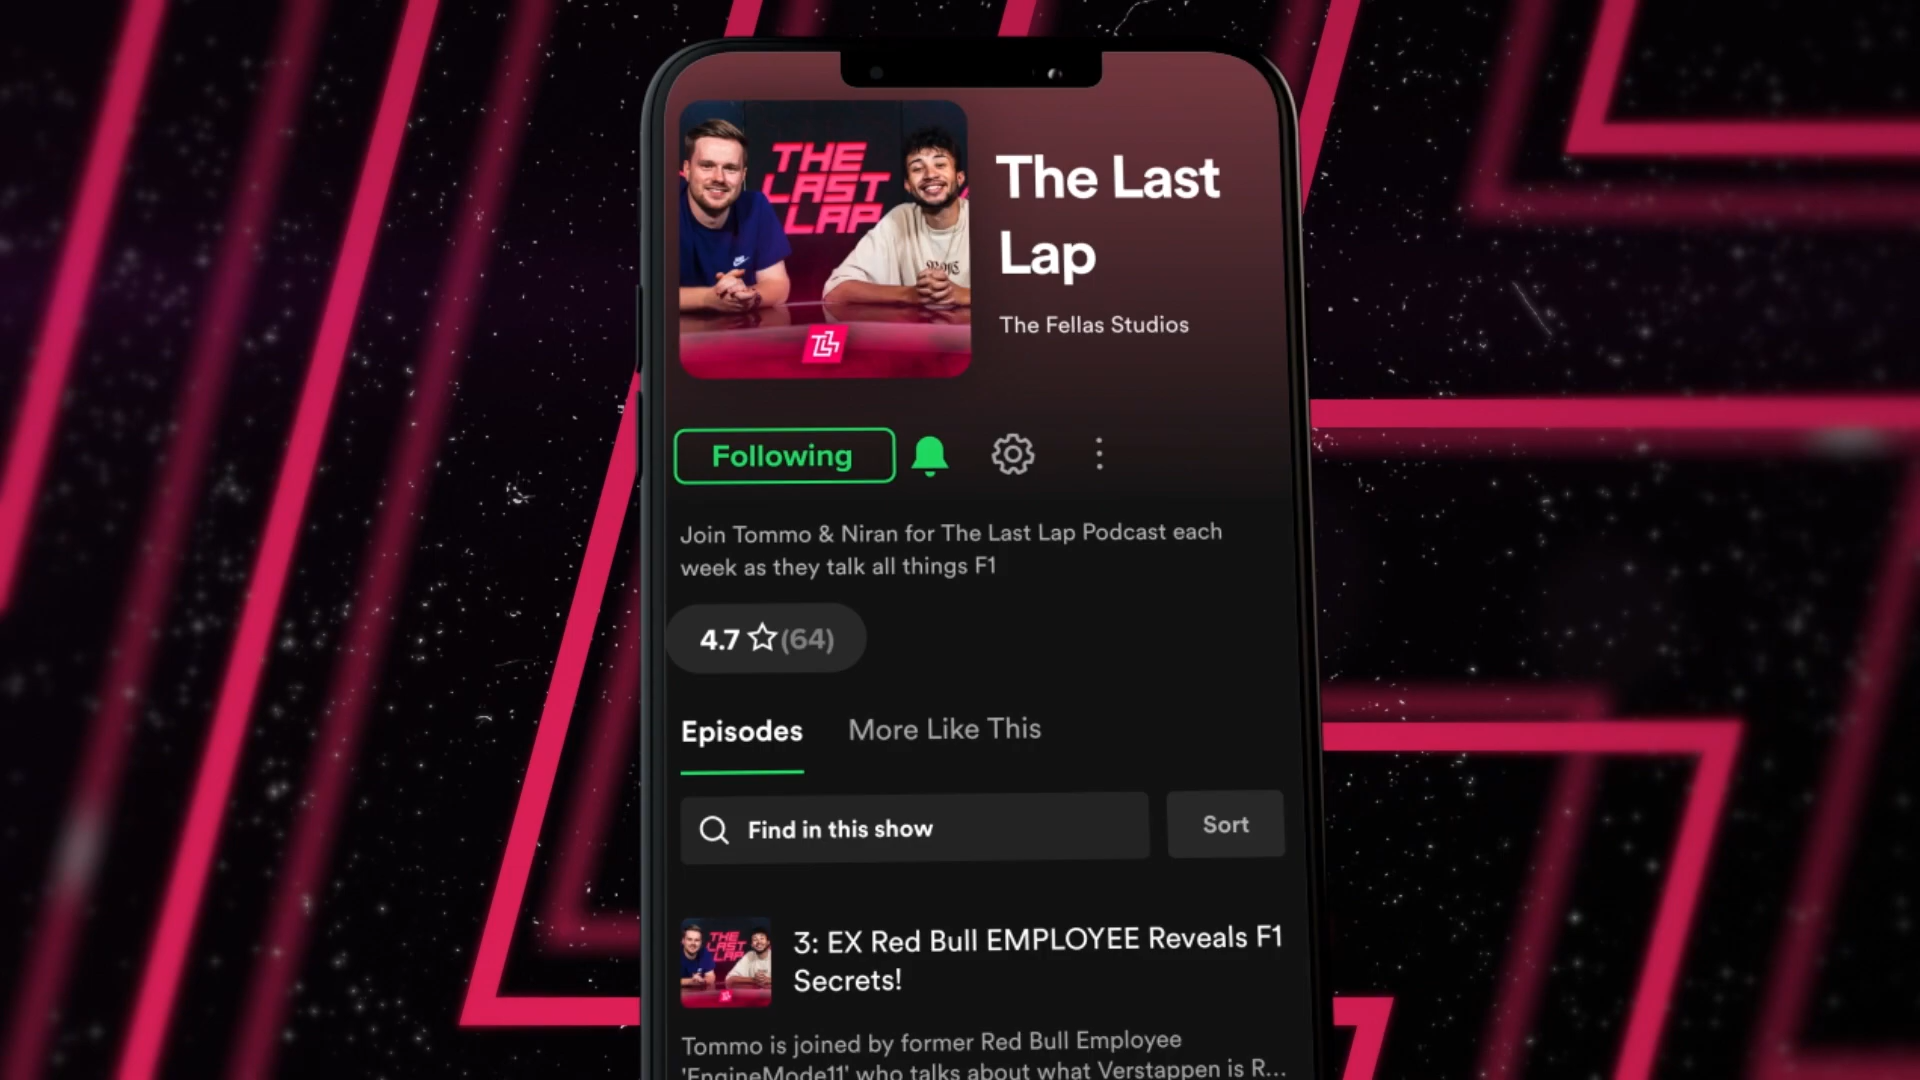 THE
LAST
LAP
The Last
Lap
The Fellas Studios
Following
Join Tommo & Niran for The Last Lap Podcast each
week as they talk all things F1
4.7 (64)
Episodes
More Like This
Find in this show
Sort
THE
LAST
LAP
3: EX Red Bull EMPLOYEE Reveals F1
Secrets!
Tommo is joined by former Red Bull Employee
'EngineMode11' who talks about what Verstappen is R...